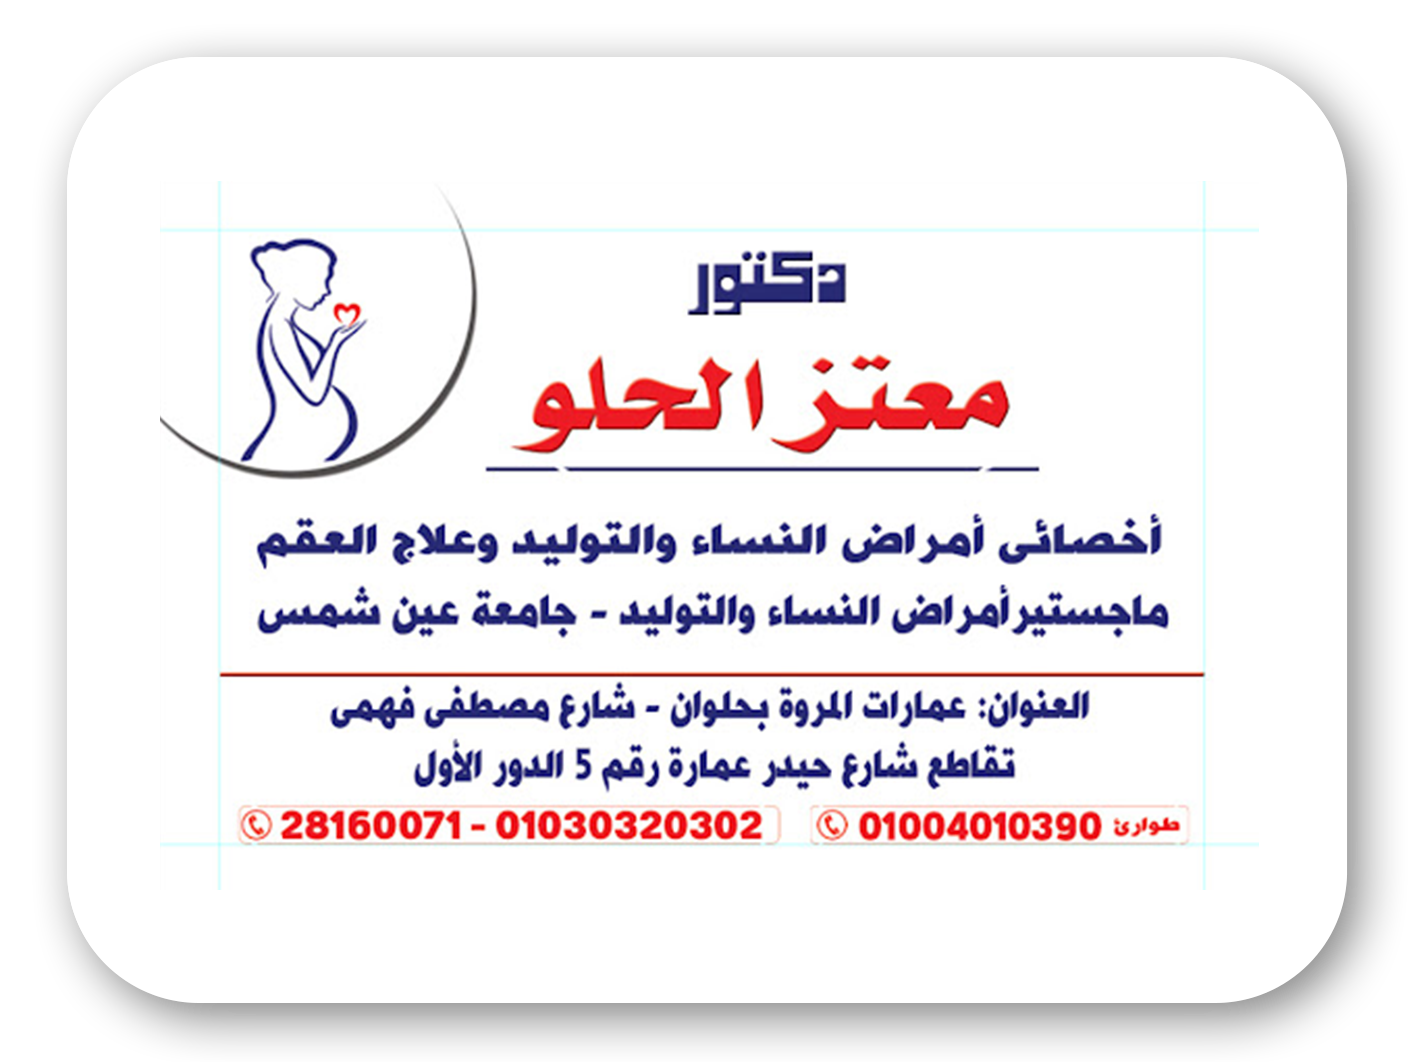 دكتور
معتز الحلو
أخصائى أمراض النساء والتوليد وعلاج العقم
ماجستير أمراض النساء والتوليد - جامعة عين شمس
العنوان: عمارات المروة بحلوان - شارع مصطفى فهمى
تقاطع شارع حيدر عمارة رقم 5 الدور الأول
طوارئ 01004010390
28160071 - 01030320302